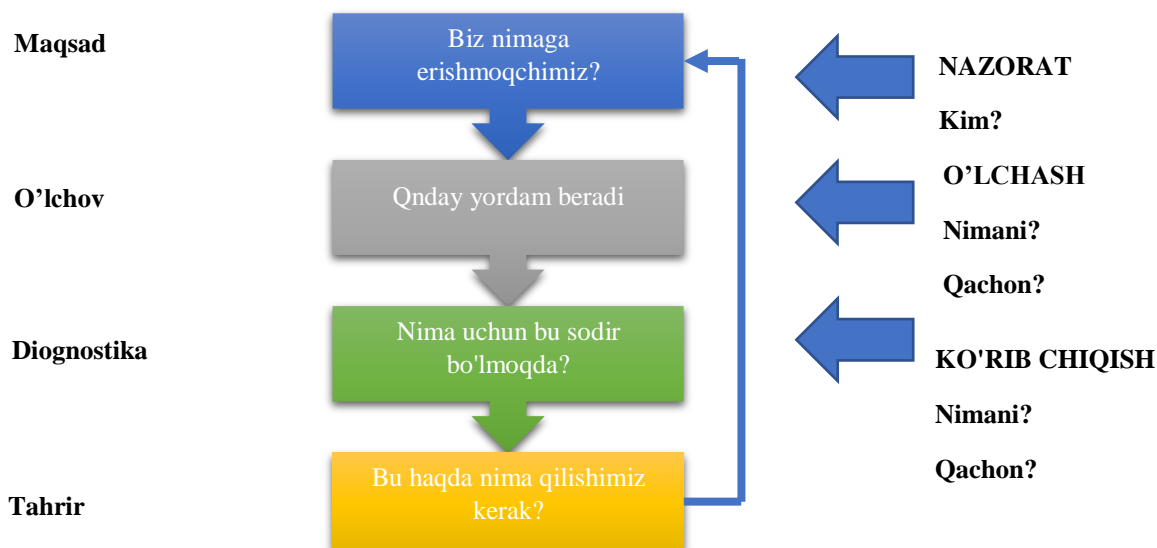 Maqsad
Biz nimaga
erishmoqchimiz?
NAZORAT
Kim?
O’lchov
Qnday yordam beradi
O’LCHASH
Nimani?
Qachon?
Diognostika
Nima uchun bu sodir
bo'lmoqda?
KO'RIB CHIQISH
Nimani?
Qachon?
Tahrir
Bu haqda nima qilishimiz
kerak?